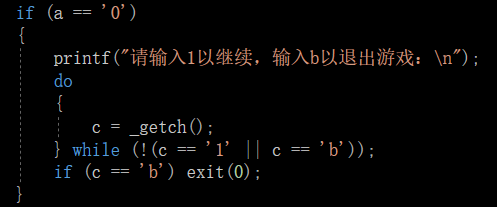 if (a == '0')
{
printf("请输入1以继续，输入b以退出游戏：\n");
do
{
c = _getch();
} while (!(c == '1' || c == 'b'));
if (c == 'b') exit(0);
}